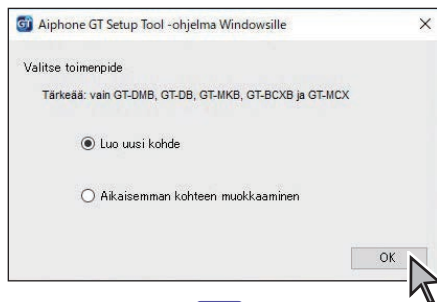 Aiphone GT Setup Tool -ohjelma Windowsille
Valitse toimenpide
Tärkeää: vain GT-DMB, GT-DB, GT-MKB, GT-BCXB ja GT-MCX
Luo uusi kohde
Aikaisemman kohteen muokkaaminen
OK